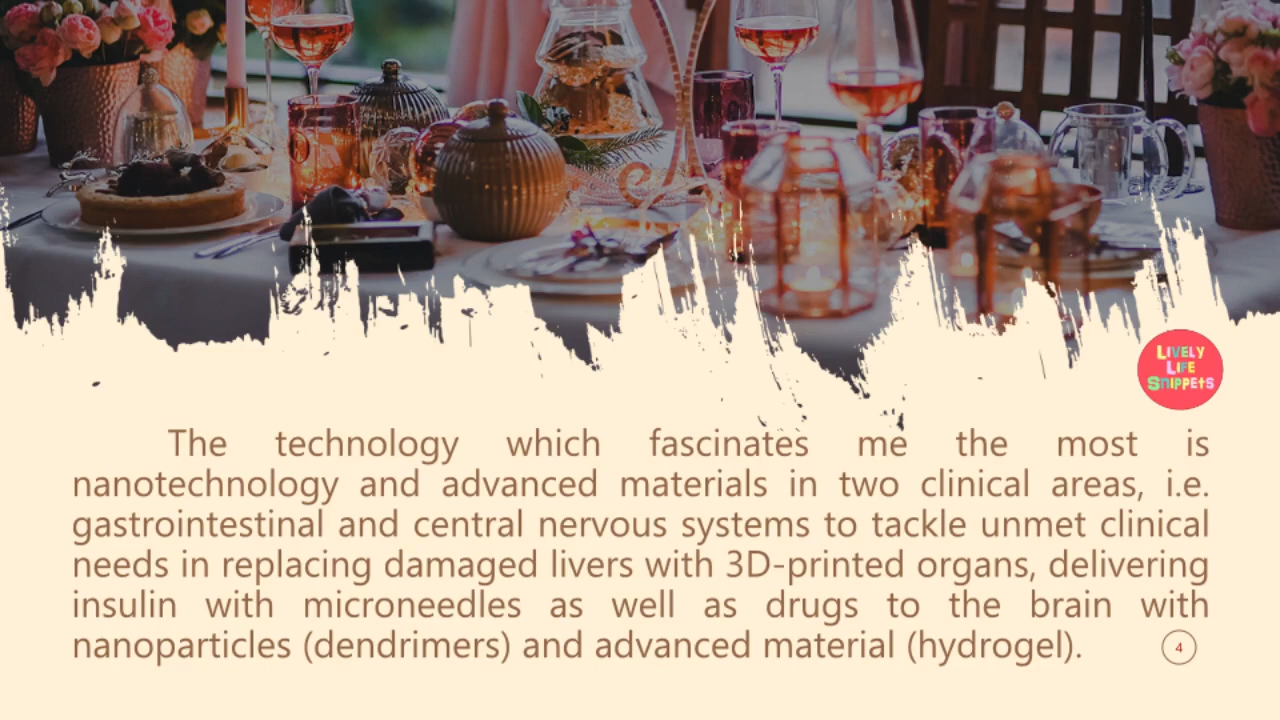 LIVELY
LIFE
SNIPPETS
The technology which fascinates me the most is
nanotechnology and advanced materials in two clinical areas, i.e.
gastrointestinal and central nervous systems to tackle unmet clinical
needs in replacing damaged livers with 3D-printed organs, delivering
insulin with microneedles as well as drugs to the brain with
nanoparticles (dendrimers) and advanced material (hydrogel).
4